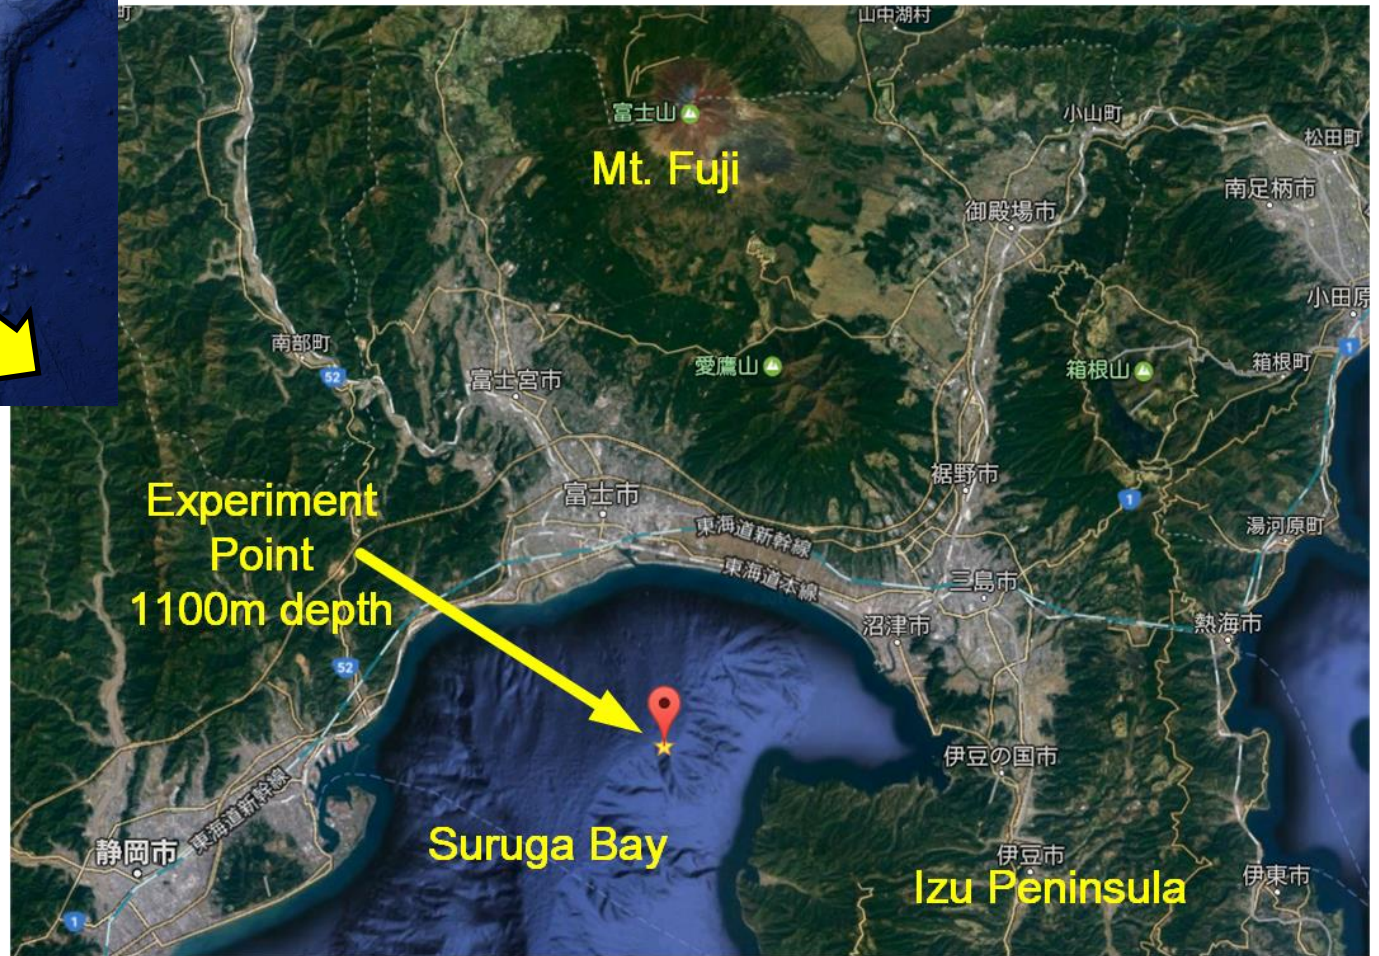 町
山中湖村
富士山
Mt. Fuji
小山町
松田町
南足柄市
御殿場市
小田原
南部町
52
富士宮市
愛鷹山
箱根山
箱根町
1
裾野市
1
Experiment
Point
1100m depth
富士市
東海道新幹線
東海道本線
湯河原町
三島市
沼津市
熱海市
52
伊豆の国市
東海道新幹線
静岡市
Suruga Bay
伊豆市
Izu Peninsula
伊東市
1